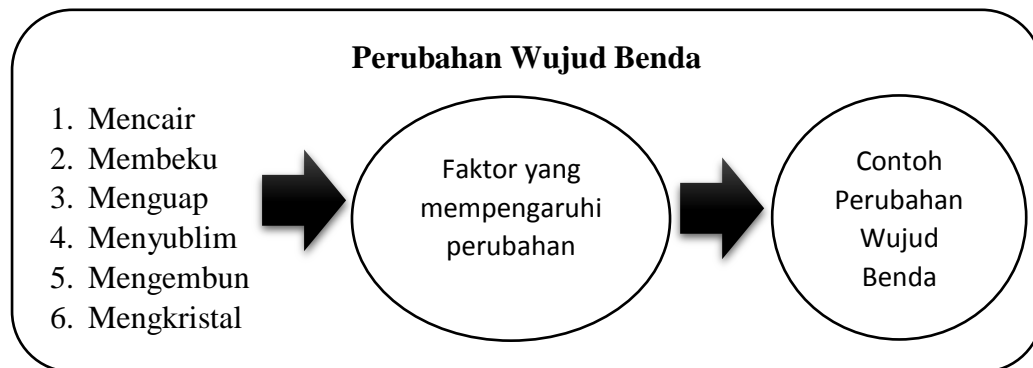 Perubahan Wujud Benda
1. Mencair
2. Membeku
3. Menguap
4. Menyublim
5. Mengembun
6. Mengkristal
Faktor yang
mempengaruhi
perubahan
Contoh
Perubahan
Wujud
Benda